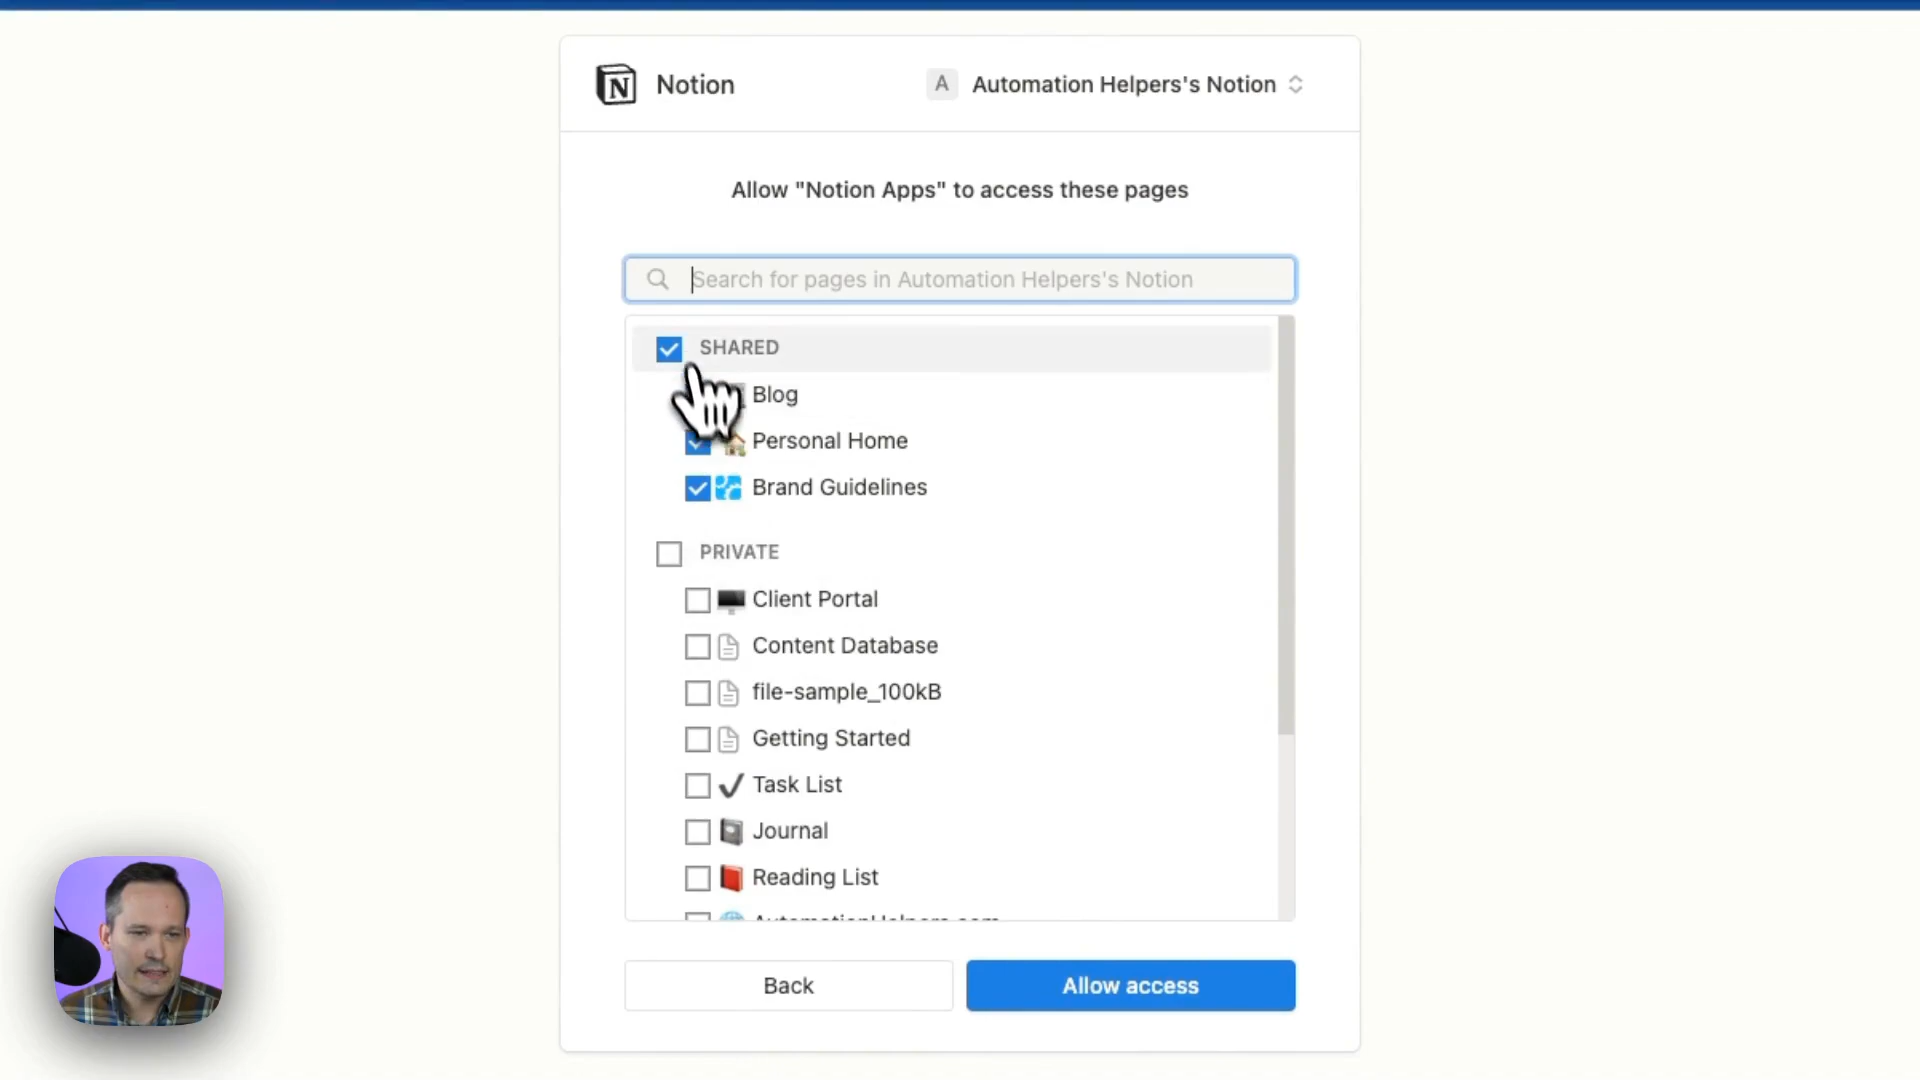 Notion
A Automation Helpers's Notion
Allow "Notion Apps" to access these pages
Search for pages in Automation Helpers's Notion
SHARED
Blog
Personal Home
Brand Guidelines
PRIVATE
Client Portal
Content Database
file-sample_100kB
Getting Started
Task List
Journal
Reading List
AutomationHelpers.com
Back
Allow access